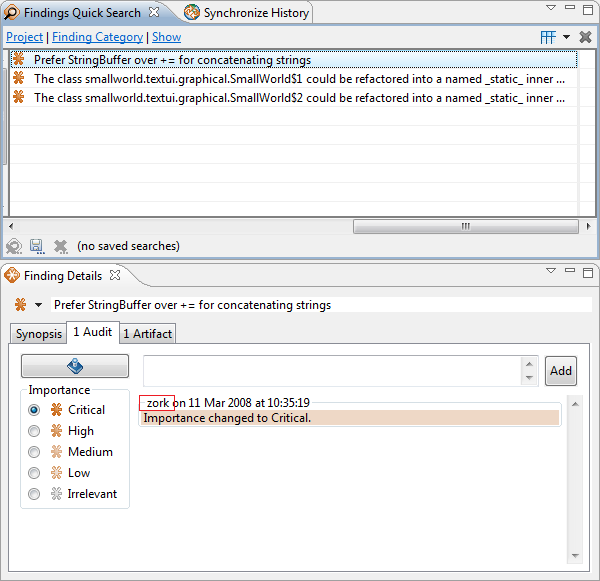 Findings Quick Search
Synchronize History
Project | Finding Category | Show
Prefer StringBuffer over += for concatenating strings
The class smallworld.textui.graphical.SmallWorld$1 could be refactored into a named _static_ inner ...
The class smallworld.textui.graphical.SmallWorld$2 could be refactored into a named _static_ inner ...
(no saved searches)
Finding Details
Prefer StringBuffer over += for concatenating strings
Synopsis
1 Audit
1 Artifact
Add
Importance
Critical
High
Medium
Low
Irrelevant
zork on 11 Mar 2008 at 10:35:19
Importance changed to Critical.